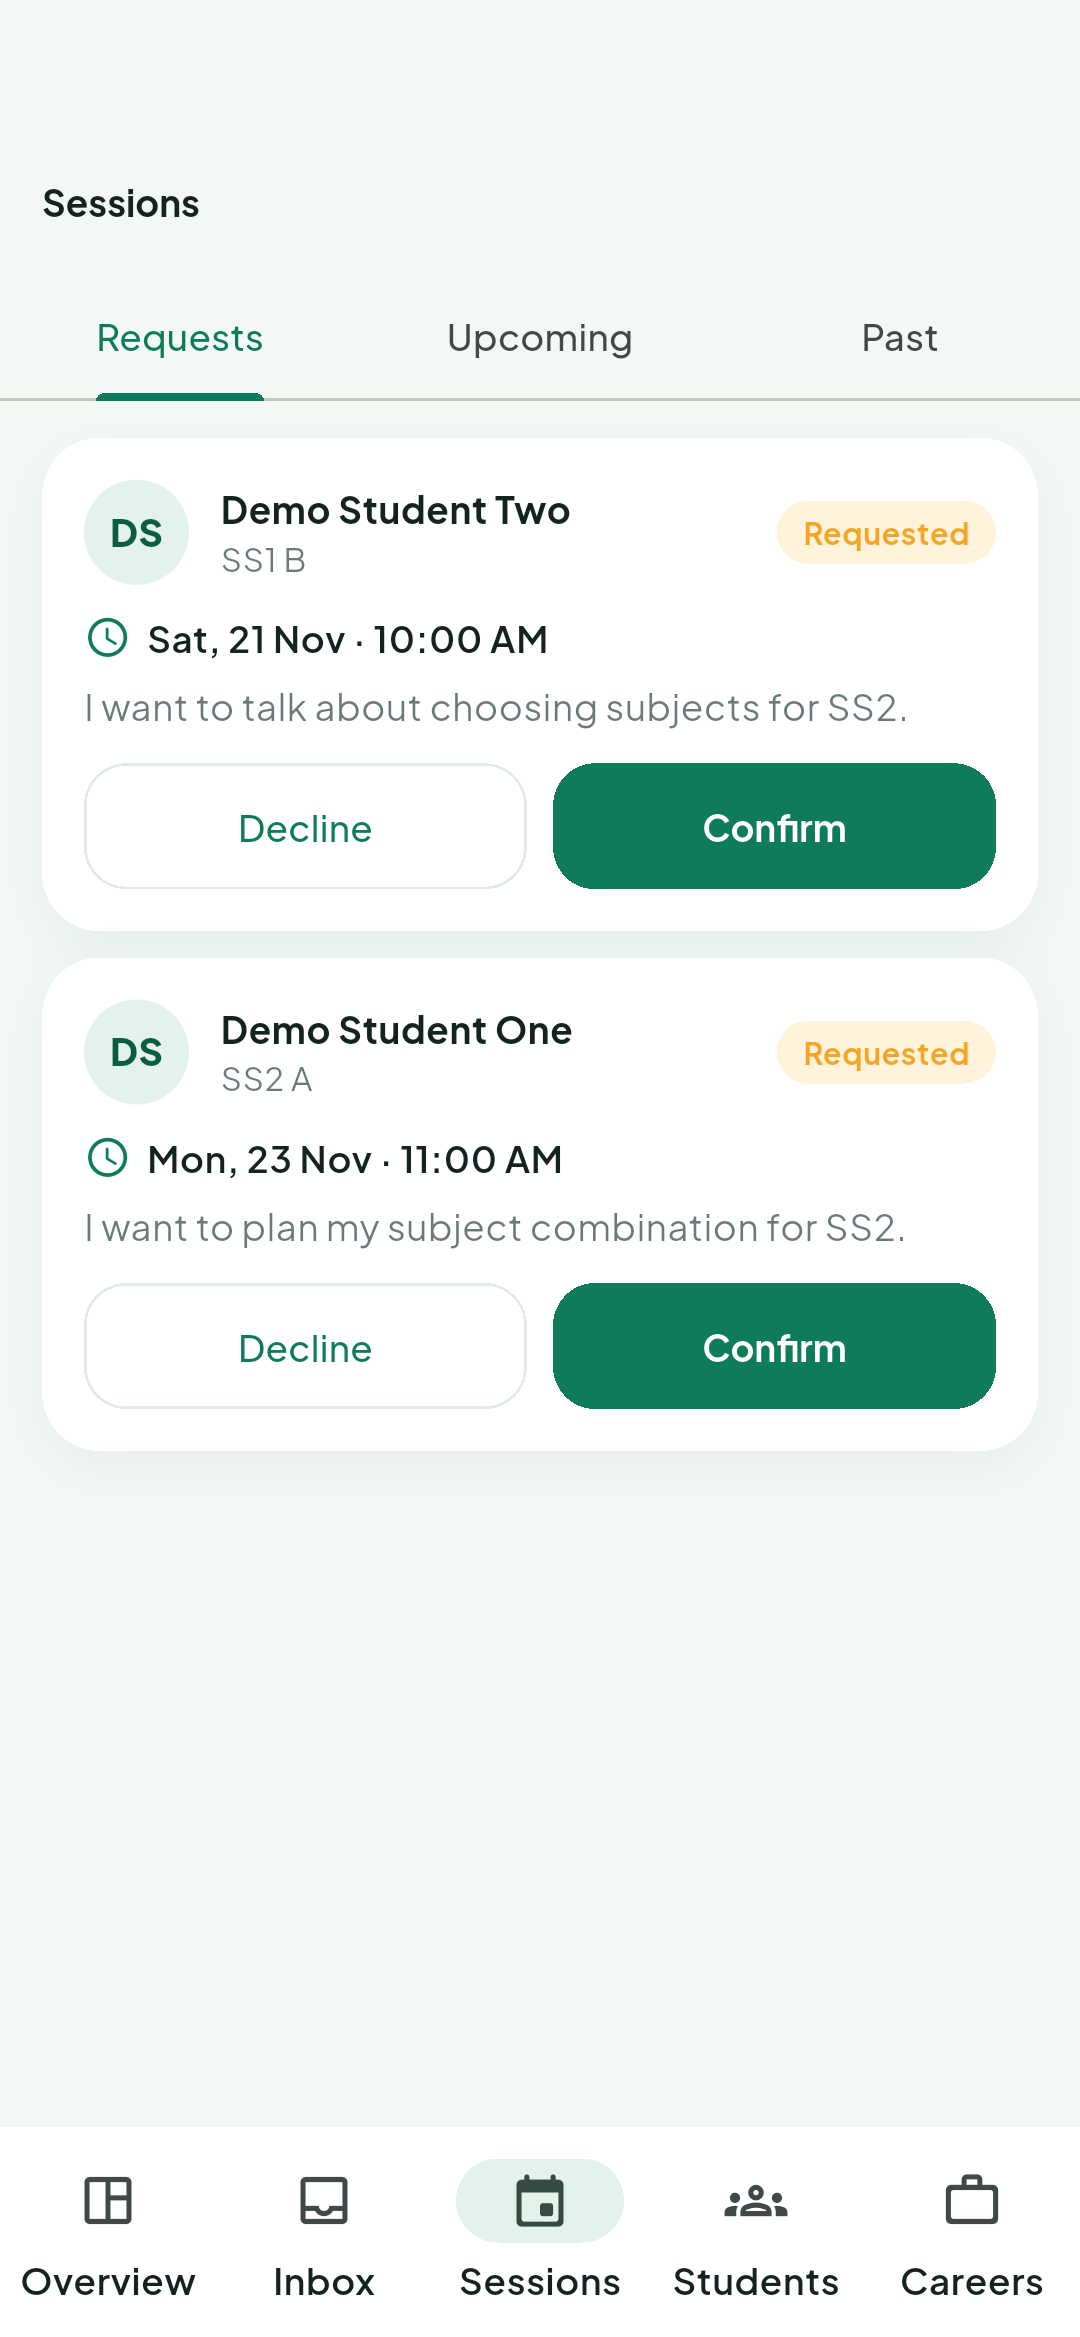 Sessions
Requests
Upcoming
Past
DS
Demo Student Two
SS1 B
Requested
Sat, 21 Nov · 10:00 AM
I want to talk about choosing subjects for SS2.
Decline
Confirm
DS
Demo Student One
SS2 A
Requested
Mon, 23 Nov · 11:00 AM
I want to plan my subject combination for SS2.
Decline
Confirm
Overview
Inbox
Sessions
Students
Careers